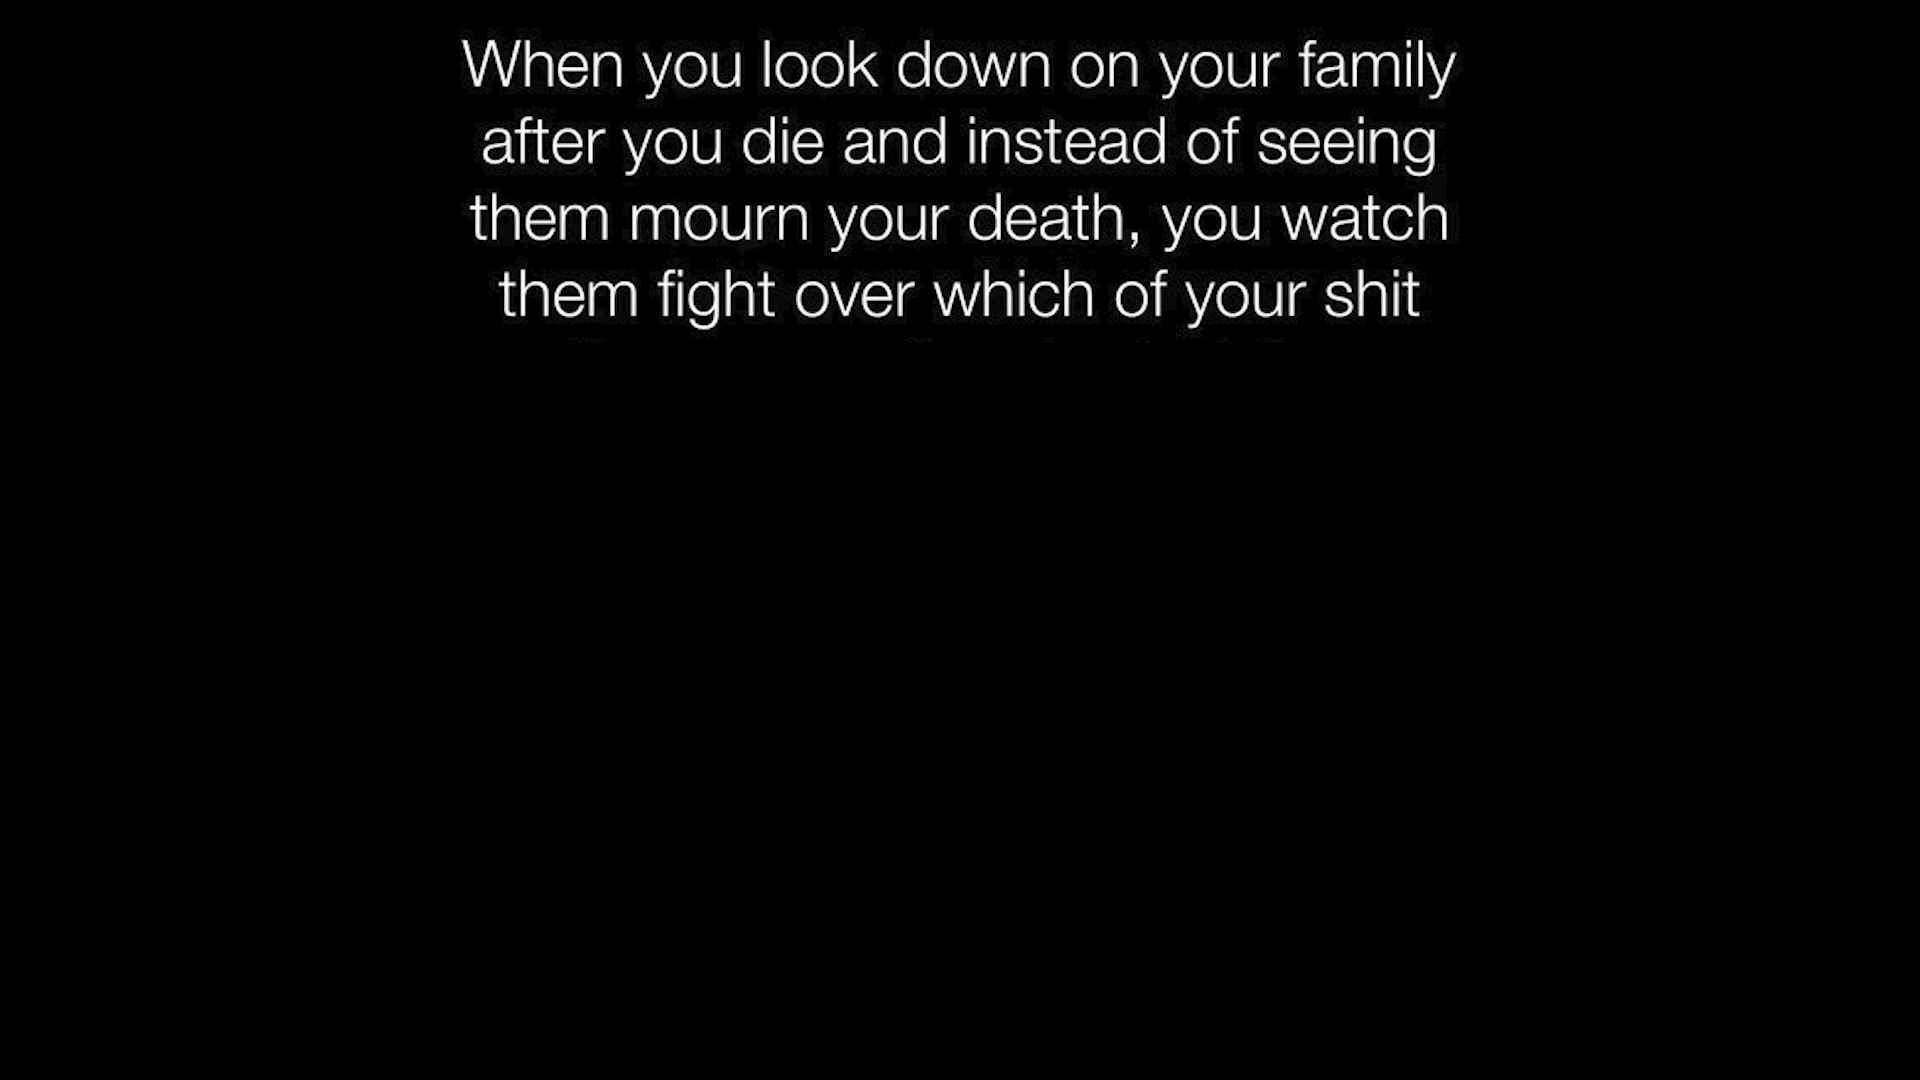 When you look down on your family
after you die and instead of seeing
them mourn your death, you watch
them fight over which of your shit